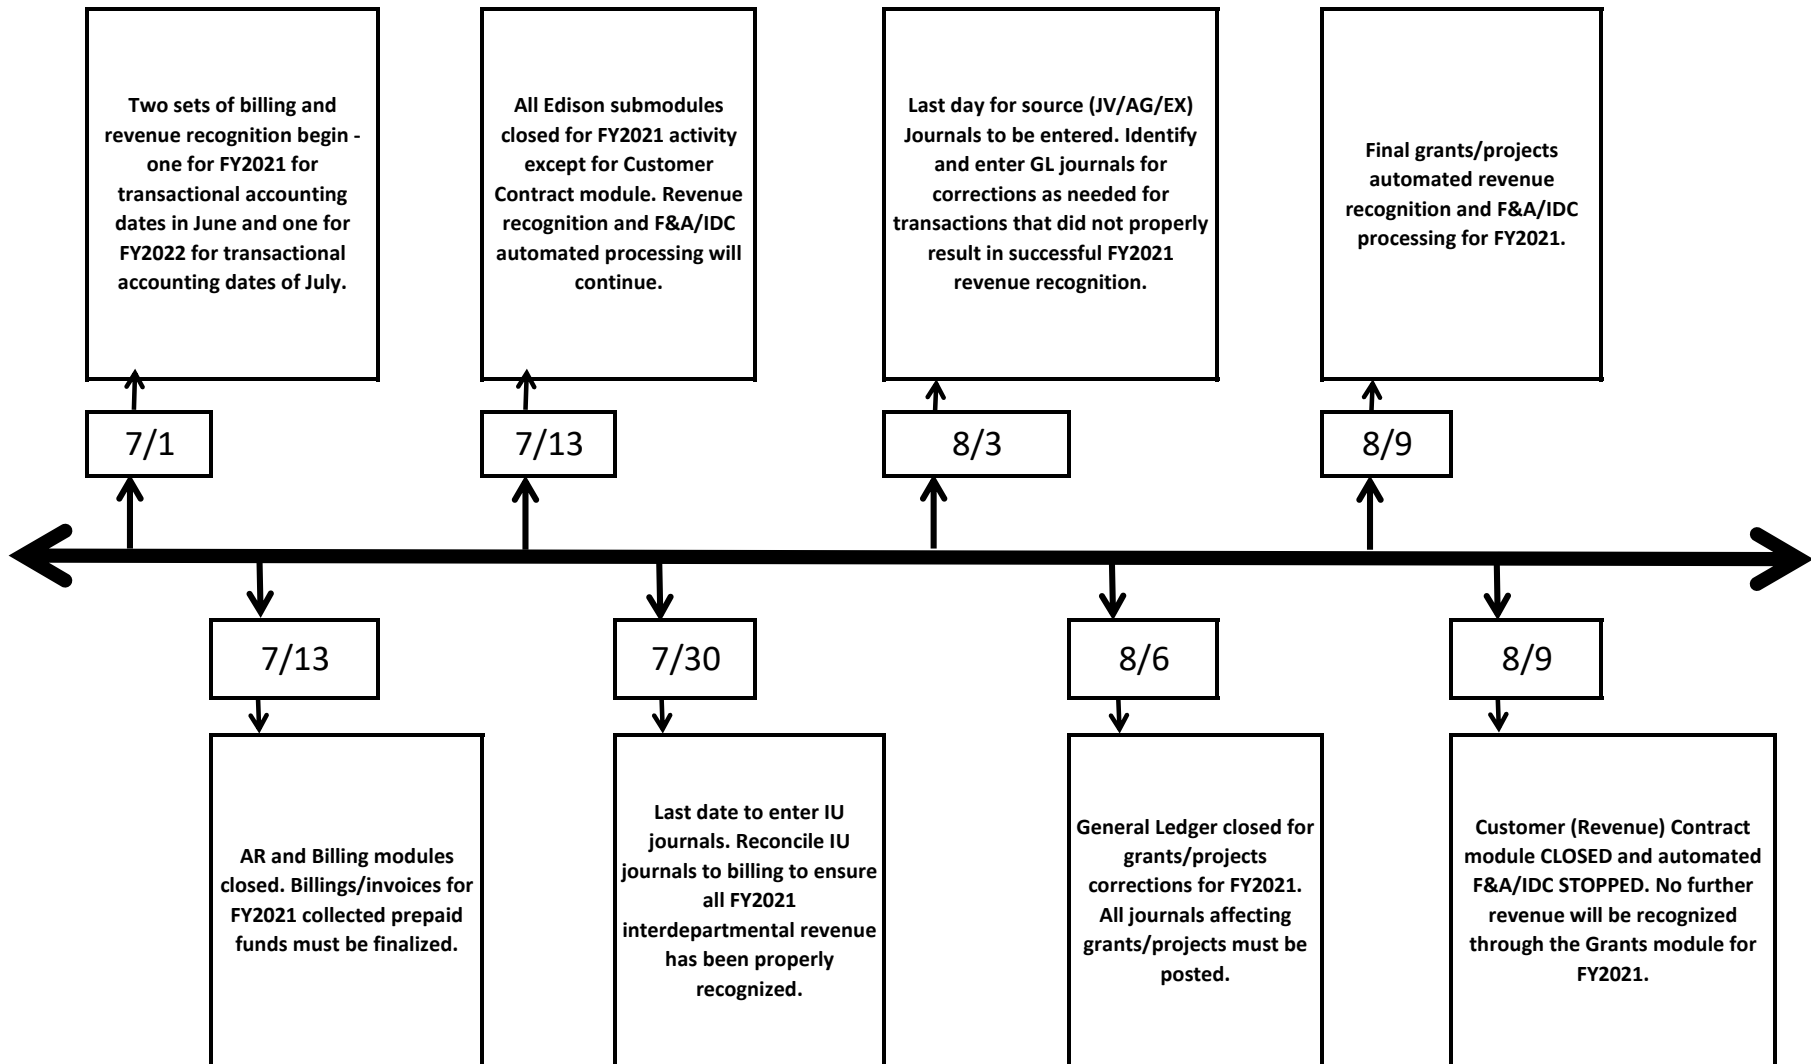 Two sets of billing and
revenue recognition begin -
one for FY2021 for
transactional accounting
dates in June and one for
FY2022 for transactional
accounting dates of July.
All Edison submodules
closed for FY2021 activity
except for Customer
Contract module. Revenue
recognition and F&A/IDC
automated processing will
continue.
Last day for source (JV/AG/EX)
Journals to be entered. Identify
and enter GL journals for
corrections as needed for
transactions that did not properly
result in successful FY2021
revenue recognition.
Final grants/projects
automated revenue
recognition and F&A/IDC
processing for FY2021.
7/1
7/13
8/3
8/9
7/13
7/30
8/6
8/9
AR and Billing modules
closed. Billings/invoices for
FY2021 collected prepaid
funds must be finalized.
Last date to enter IU
journals. Reconcile IU
journals to billing to ensure
all FY2021
interdepartmental revenue
has been properly
recognized.
General Ledger closed for
grants/projects
corrections for FY2021.
All journals affecting
grants/projects must be
posted.
Customer (Revenue) Contract
module CLOSED and automated
F&A/IDC STOPPED. No further
revenue will be recognized
through the Grants module for
FY2021.